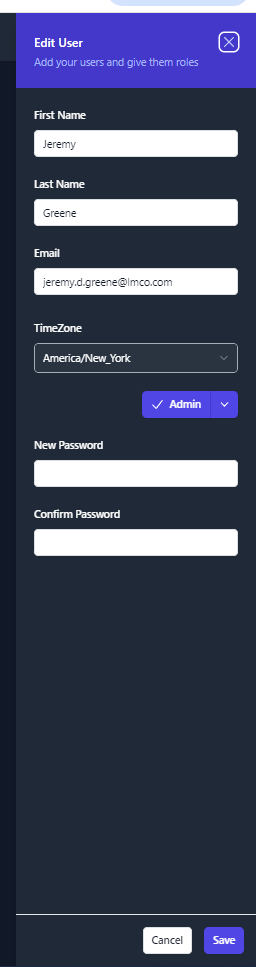 Edit User
Add your users and give them roles
First Name
Jeremy
Last Name
Greene
Email
jeremy.d.greene@lmco.com
TimeZone
America/New_York
Admin
New Password
Confirm Password
Cancel Save